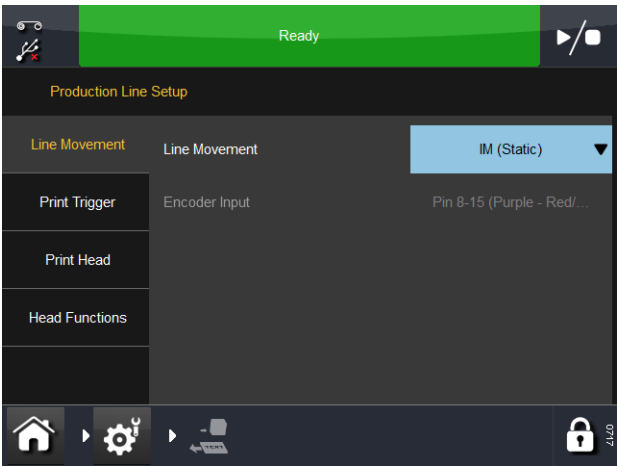 Ready
Production Line Setup
Line Movement
Line Movement
IM (Static)
Print Trigger
Encoder Input
Pin 8-15 (Purple - Red/...
Print Head
Head Functions
TEXT
0717